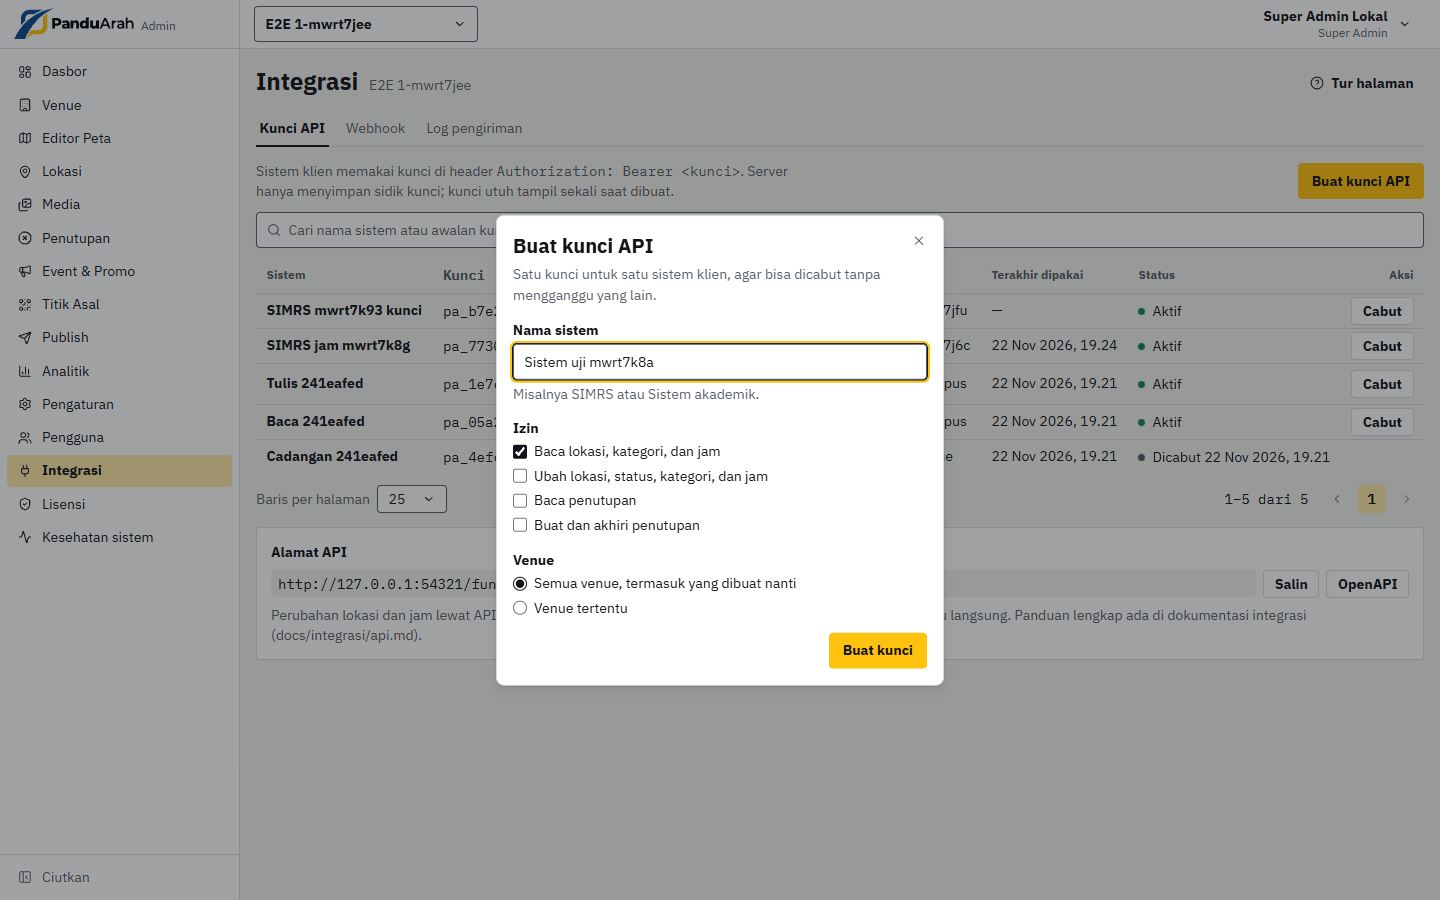 PanduArah Admin
E2E 1-mwrt7jee
Super Admin Lokal
Super Admin
Dasbor
Venue
Editor Peta
Lokasi
Media
Penutupan
Event & Promo
Titik Asal
Publish
Analitik
Pengaturan
Pengguna
Integrasi
Lisensi
Kesehatan sistem
Ciutkan
Integrasi E2E 1-mwrt7jee
Tur halaman
Kunci API Webhook Log pengiriman
Sistem klien memakai kunci di header Authorization: Bearer <kunci>. Server
hanya menyimpan sidik kunci; kunci utuh tampil sekali saat dibuat.
Buat kunci API
Cari nama sistem atau awalan
Sistem Kunci Terakhir dipakai Status Aksi
SIMRS mwrt7k93 kunci 7jfu — Aktif Cabut
SIMRS jam mwrt7k8g pa_773 7j6c 22 Nov 2026, 19.24 Aktif Cabut
Tulis 241eafed pa_1e7 pus 22 Nov 2026, 19.21 Aktif Cabut
Baca 241eafed pa_05a pus 22 Nov 2026, 19.21 Aktif Cabut
Cadangan 241eafed pa_4ef e 22 Nov 2026, 19.21 Dicabut 22 Nov 2026, 19.21
Baris per halaman 25
1–5 dari 5 1
Alamat API
http://127.0.0.1:54321/fun
Salin OpenAPI
Perubahan lokasi dan jam lewat API langsung. Panduan lengkap ada di dokumentasi integrasi
(docs/integrasi/api.md).
Buat kunci API
Satu kunci untuk satu sistem klien, agar bisa dicabut tanpa
mengganggu yang lain.
Nama sistem
Sistem uji mwrt7k8a
Misalnya SIMRS atau Sistem akademik.
Izin
Baca lokasi, kategori, dan jam
Ubah lokasi, status, kategori, dan jam
Baca penutupan
Buat dan akhiri penutupan
Venue
Semua venue, termasuk yang dibuat nanti
Venue tertentu
Buat kunci